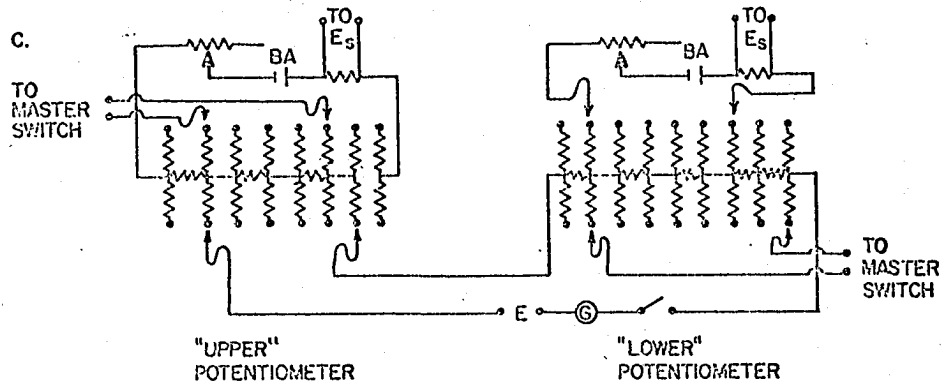 C.
TO
Es
A
BA
TO
MASTER
SWITCH
TO
Es
A
BA
TO
MASTER
SWITCH
E
G
"UPPER"
POTENTIOMETER
"LOWER"
POTENTIOMETER